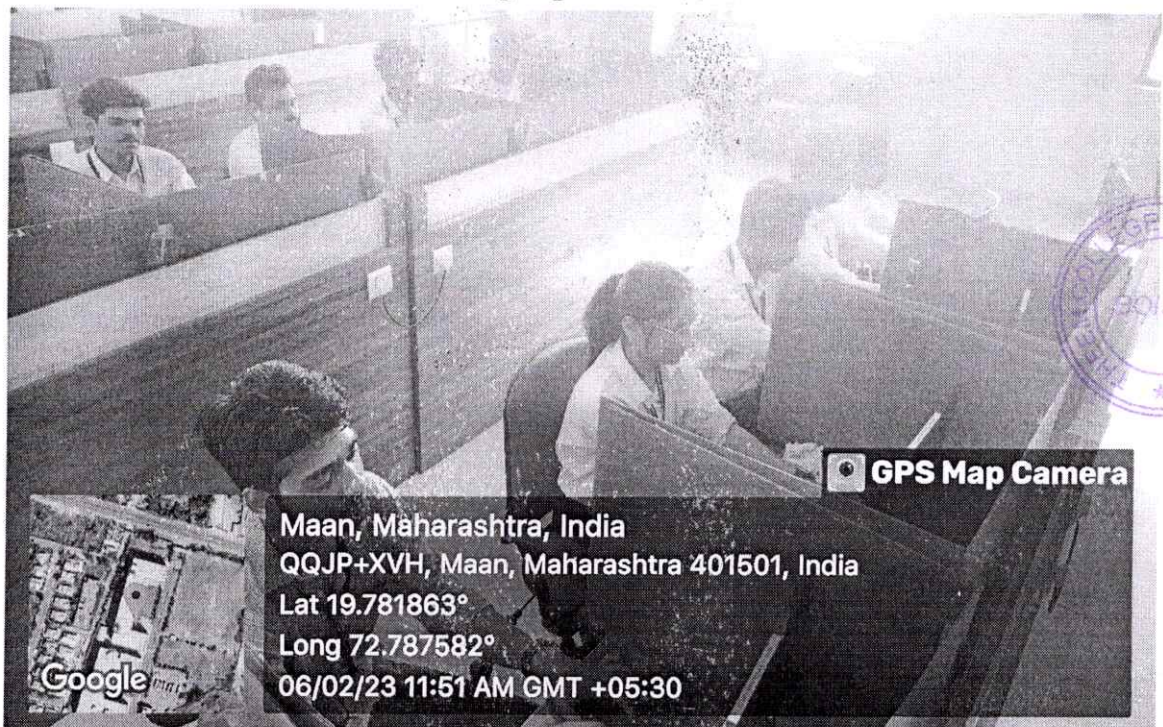 GPS Map Camera
Maan, Maharashtra, India
QQJP+XVH, Maan, Maharashtra 401501, India
Lat 19.781863°
Long 72.787582°
06/02/23 11:51 AM GMT +05:30
Google